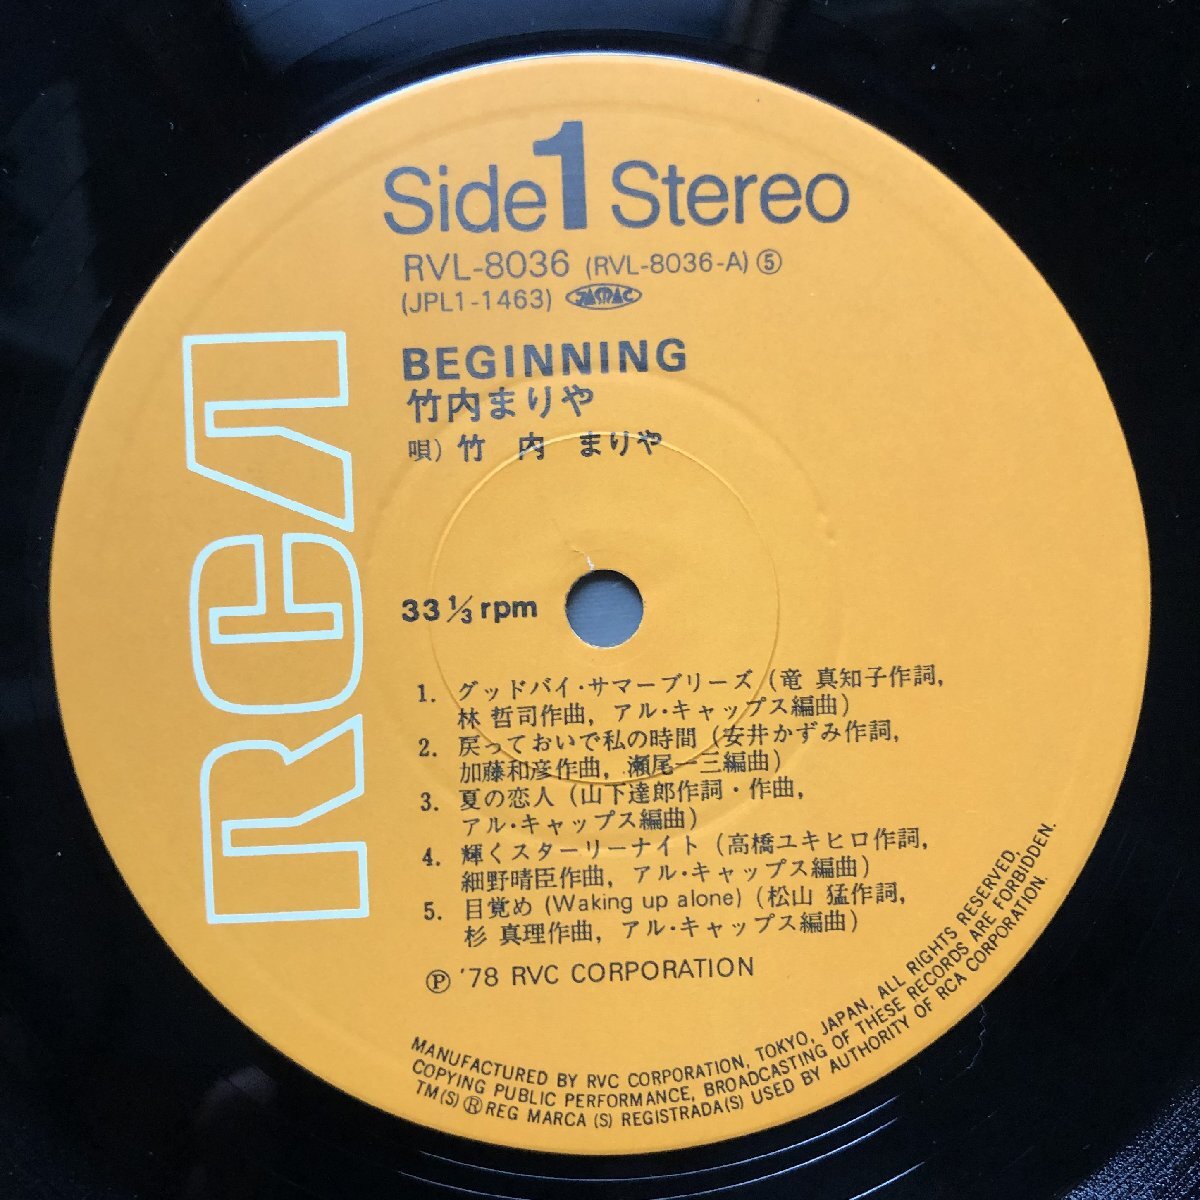 Side 1 Stereo
RVL-8036 (RVL-8036-A) ⑤
(JPL1-1463) JASRAC
BEGINNING
竹内まりや
唄) 竹 内 まりや
RCA
33 1/3 rpm
1. グッドバイ・サマーブリーズ (竜 真知子作詞,
林 哲司作曲, アル・キャップス編曲)
2. 戻っておいで私の時間 (安井かずみ作詞,
加藤和彦作曲, 瀬尾一三編曲)
3. 夏の恋人 (山下達郎作詞・作曲,
アル・キャップス編曲)
4. 輝くスターリーナイト (高橋ユキヒロ作詞,
細野晴臣作曲, アル・キャップス編曲)
5. 目覚め (Waking up alone) (松山 猛作詞,
杉 真理作曲, アル・キャップス編曲)
Ⓟ '78 RVC CORPORATION
MANUFACTURED BY RVC CORPORATION, TOKYO, JAPAN, ALL RIGHTS RESERVED,
COPYING PUBLIC PERFORMANCE, BROADCASTING OF THESE RECORDS ARE FORBIDDEN.
TM(S) ® REG MARCA (S) REGISTRADA(S) USED BY AUTHORITY OF RCA CORPORATION.